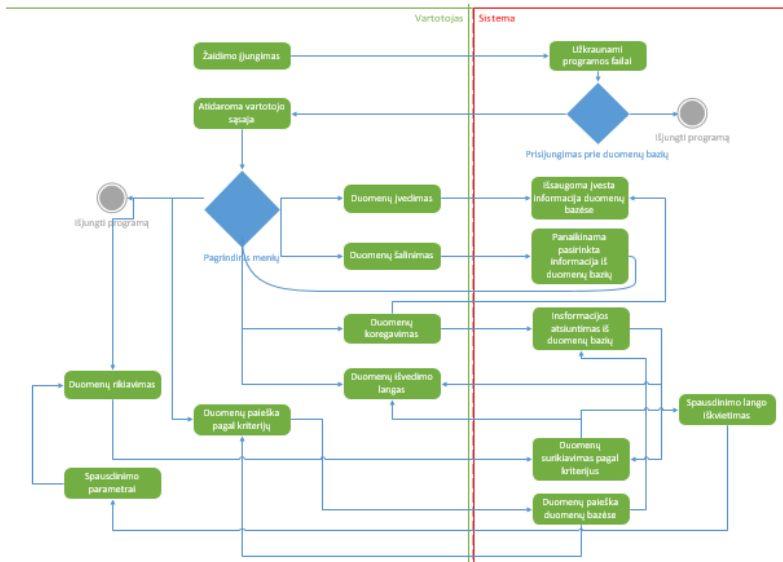 Vartotojas
Sistema
Žaidimo įjungimas
Užkraunami
programos failai
Atidaroma vartotojo
sąsaja
Išjungti programą
Prisijungimas prie duomenų bazių
Išjungti programą
Pagrindinis menių
Duomenų įvedimas
Išsaugoma įvesta
informacija duomenų
bazėse
Duomenų šalinimas
Panaikinama
pasirinkta
informacija iš
duomenų bazių
Duomenų
koregavimas
Insformacijos
atsiuntimas iš
duomenų bazių
Duomenų rikiavimas
Duomenų išvedimo
langas
Duomenų paieška
pagal kriterijų
Spausdinimo lango
iškvietimas
Spausdinimo
parametrai
Duomenų
surikiavimas pagal
kriterijus
Duomenų paieška
duomenų bazėse